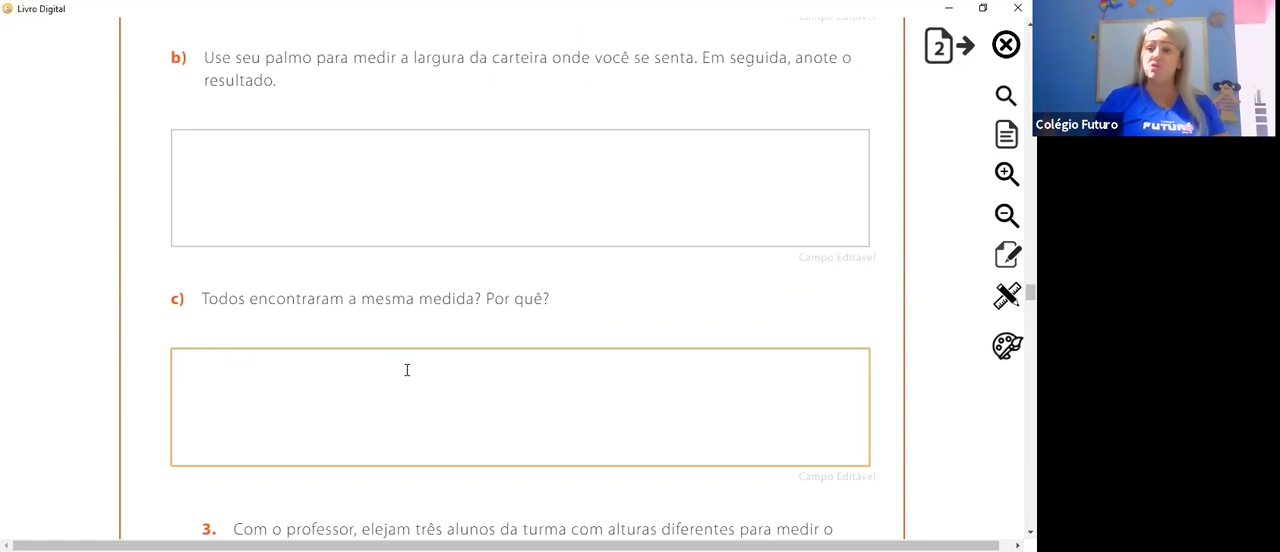 Livro Digital
Campo Editável
b) Use seu palmo para medir a largura da carteira onde você se senta. Em seguida, anote o
resultado.
Campo Editável
c) Todos encontraram a mesma medida? Por quê?
Campo Editável
3. Com o professor, elejam três alunos da turma com alturas diferentes para medir o
2
Colégio Futuro
FUTURO